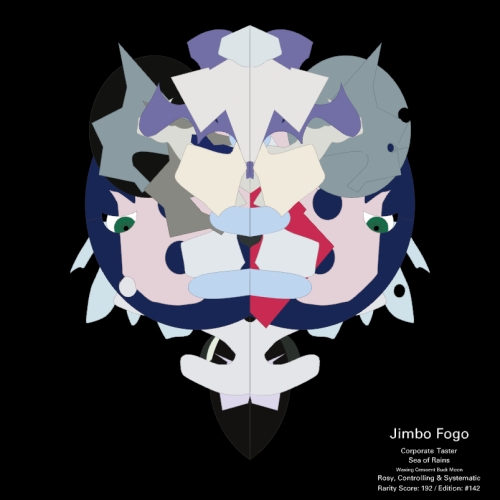 Jimbo Fogo
Corporate Taster
Sea of Rains
Waxing Crescent Buck Moon
Rosy, Controlling & Systematic
Rarity Score: 192 / Edition: #142